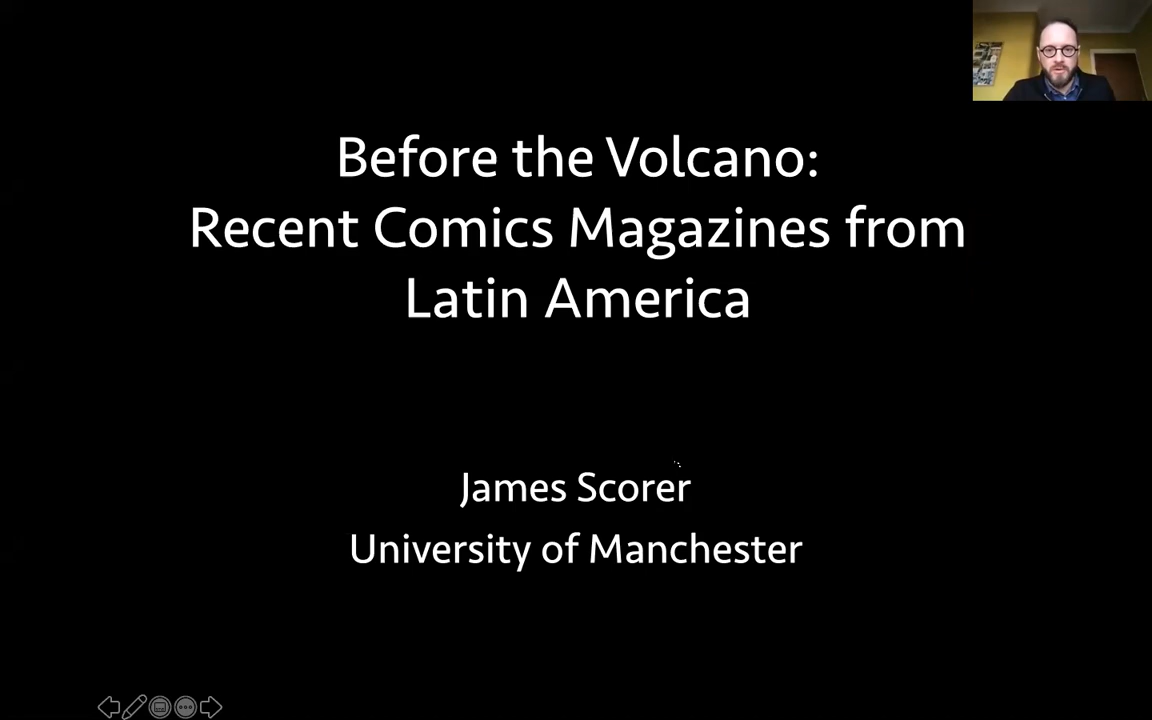 Before the Volcano:
Recent Comics Magazines from
Latin America
James Scorer
University of Manchester